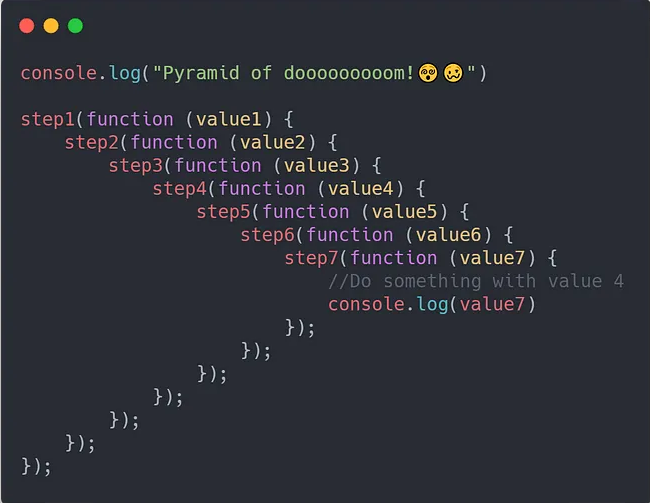 console.log("Pyramid of dooooooooom!😵🥴")
step1(function (value1) {
    step2(function (value2) {
        step3(function (value3) {
            step4(function (value4) {
                step5(function (value5) {
                    step6(function (value6) {
                        step7(function (value7) {
                            //Do something with value 4
                            console.log(value7)
                        });
                    });
                });
            });
        });
    });
});